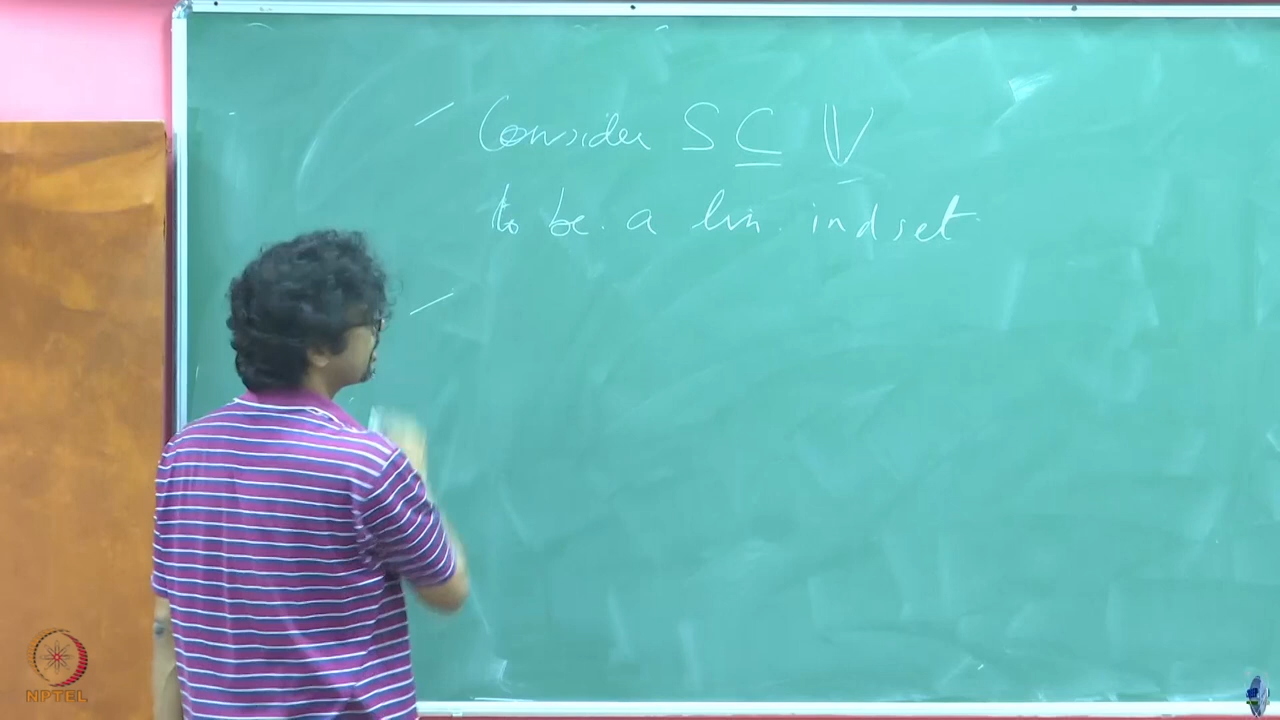 – Consider S ⊆ 𝕍
to be. a lin. ind set.
–
NPTEL